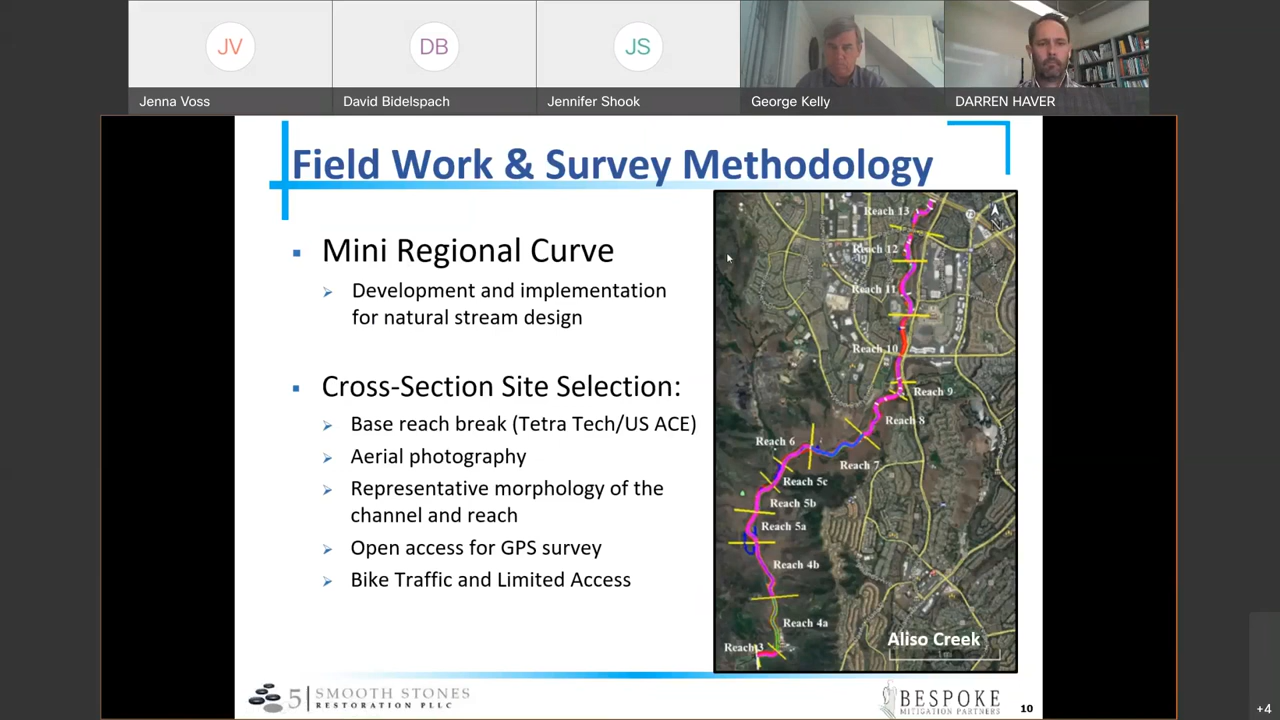 JV
DB
JS
Jenna Voss
David Bidelspach
Jennifer Shook
George Kelly
DARREN HAVER
Field Work & Survey Methodology
Mini Regional Curve
Development and implementation
for natural stream design
Cross-Section Site Selection:
Base reach break (Tetra Tech/US ACE)
Aerial photography
Representative morphology of the
channel and reach
Open access for GPS survey
Bike Traffic and Limited Access
Reach 13
73
Reach 12
Reach 11
Reach 10
Reach 9
Reach 8
Reach 6
Reach 7
Reach 5c
Reach 5b
Reach 5a
Reach 4b
Reach 4a
Reach 3
Aliso Creek
5 SMOOTH STONES
RESTORATION PLLC
BESPOKE
MITIGATION PARTNERS
10
+4